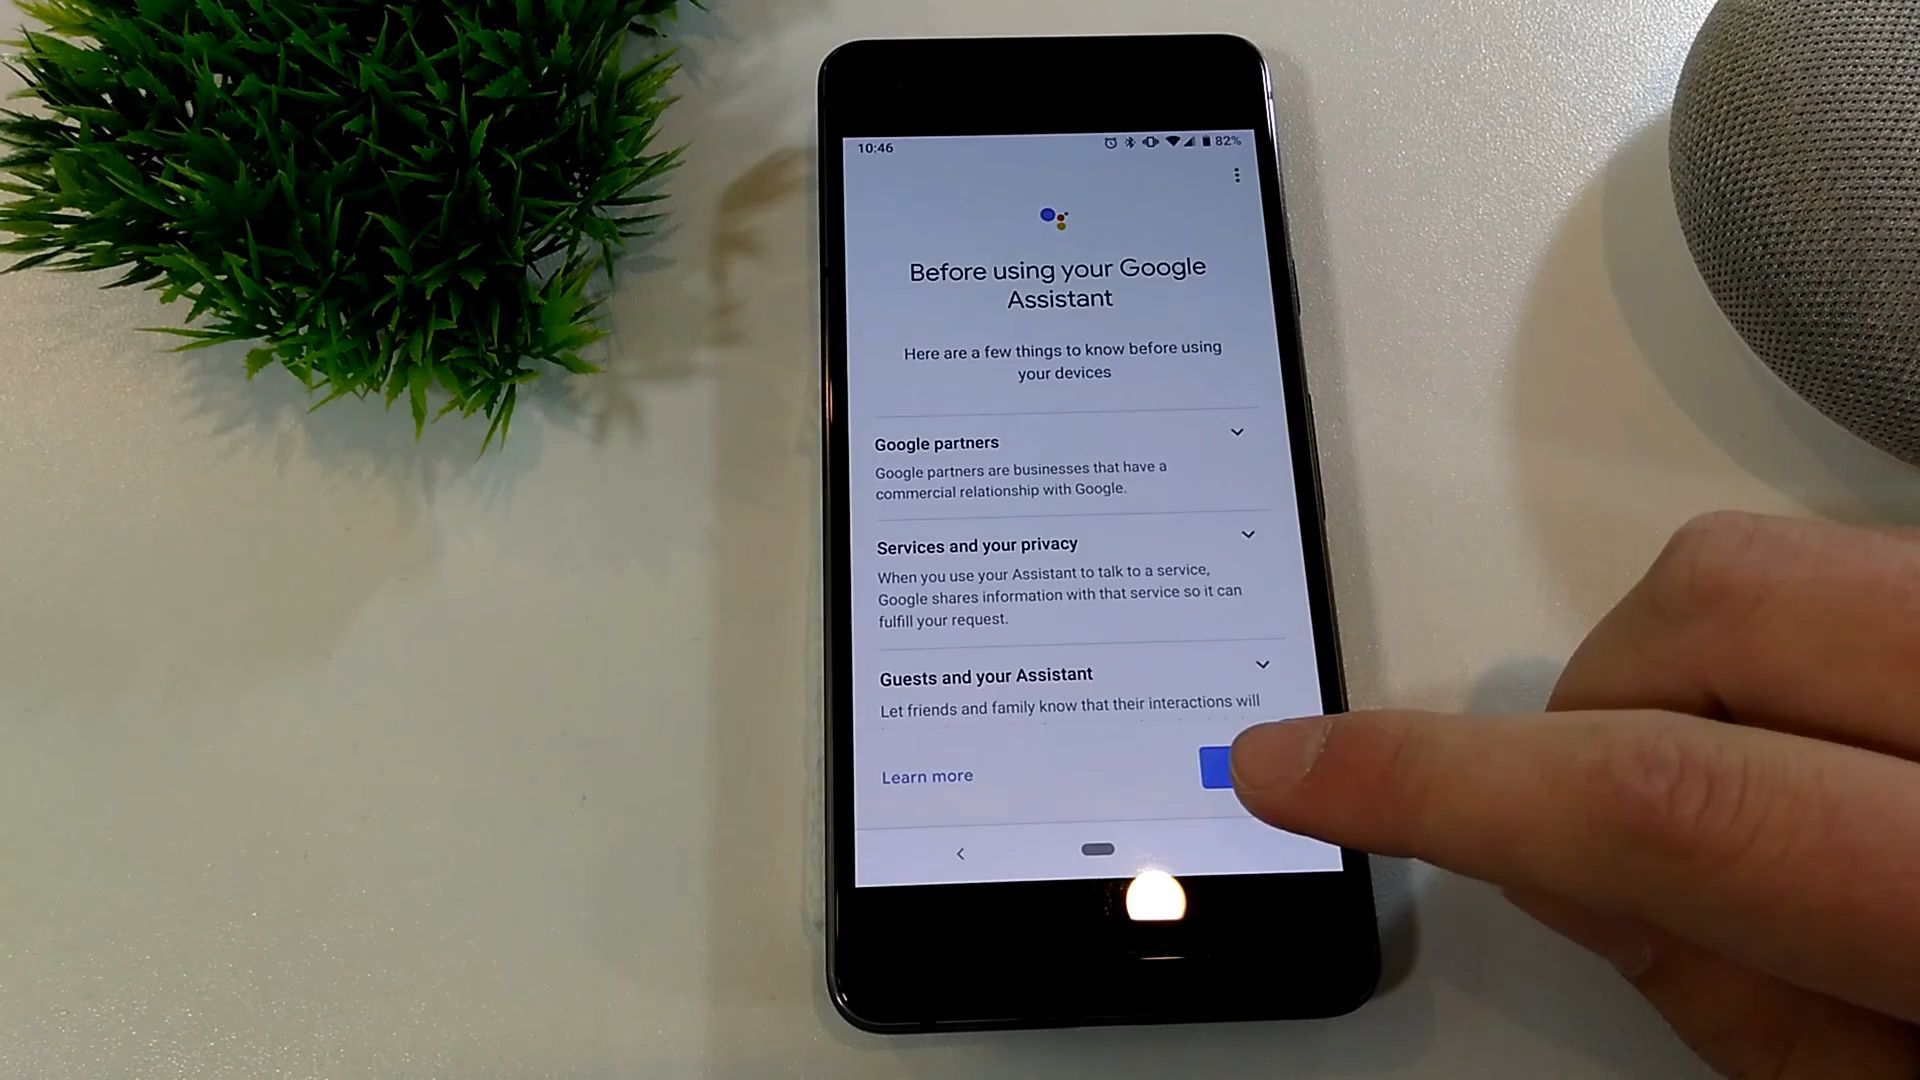 10:46
82%
Before using your Google
Assistant
Here are a few things to know before using
your devices
Google partners
Google partners are businesses that have a
commercial relationship with Google.
Services and your privacy
When you use your Assistant to talk to a service,
Google shares information with that service so it can
fulfill your request.
Guests and your Assistant
Let friends and family know that their interactions will
Learn more